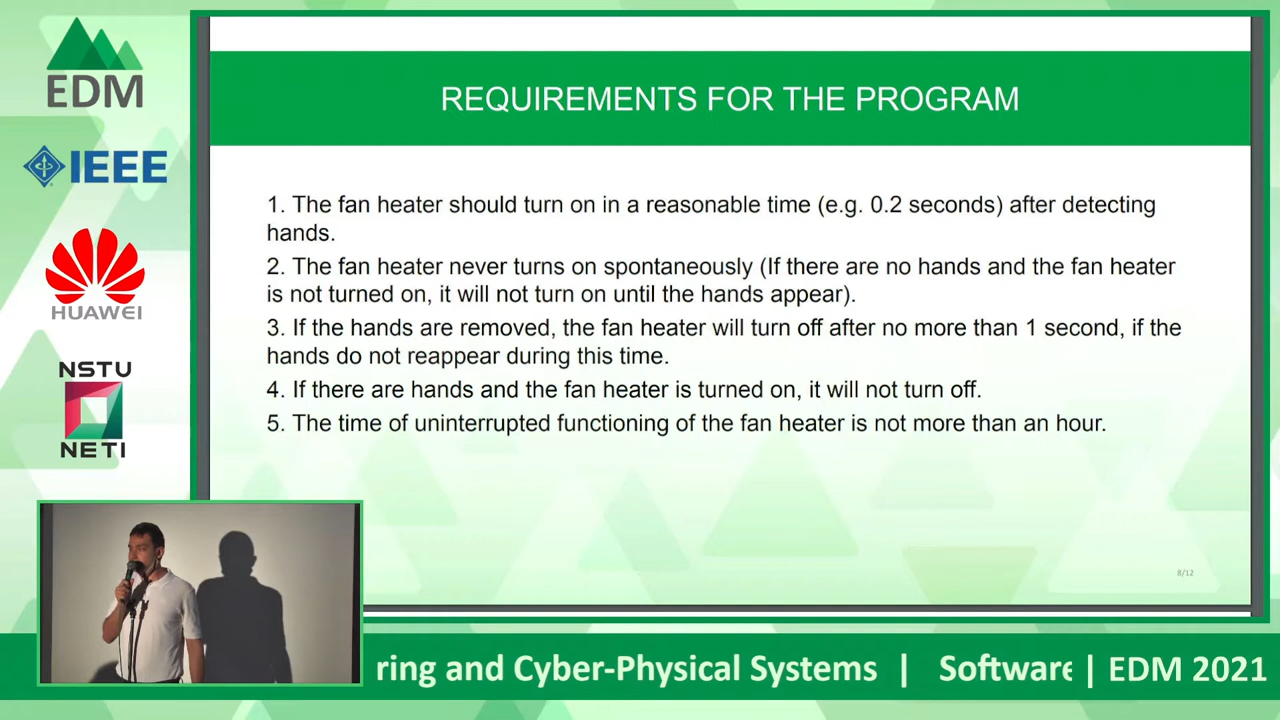 EDM
IEEE
HUAWEI
NSTU
NETI
REQUIREMENTS FOR THE PROGRAM
1. The fan heater should turn on in a reasonable time (e.g. 0.2 seconds) after detecting
hands.
2. The fan heater never turns on spontaneously (If there are no hands and the fan heater
is not turned on, it will not turn on until the hands appear).
3. If the hands are removed, the fan heater will turn off after no more than 1 second, if the
hands do not reappear during this time.
4. If there are hands and the fan heater is turned on, it will not turn off.
5. The time of uninterrupted functioning of the fan heater is not more than an hour.
8/12
ring and Cyber-Physical Systems | Software | EDM 2021